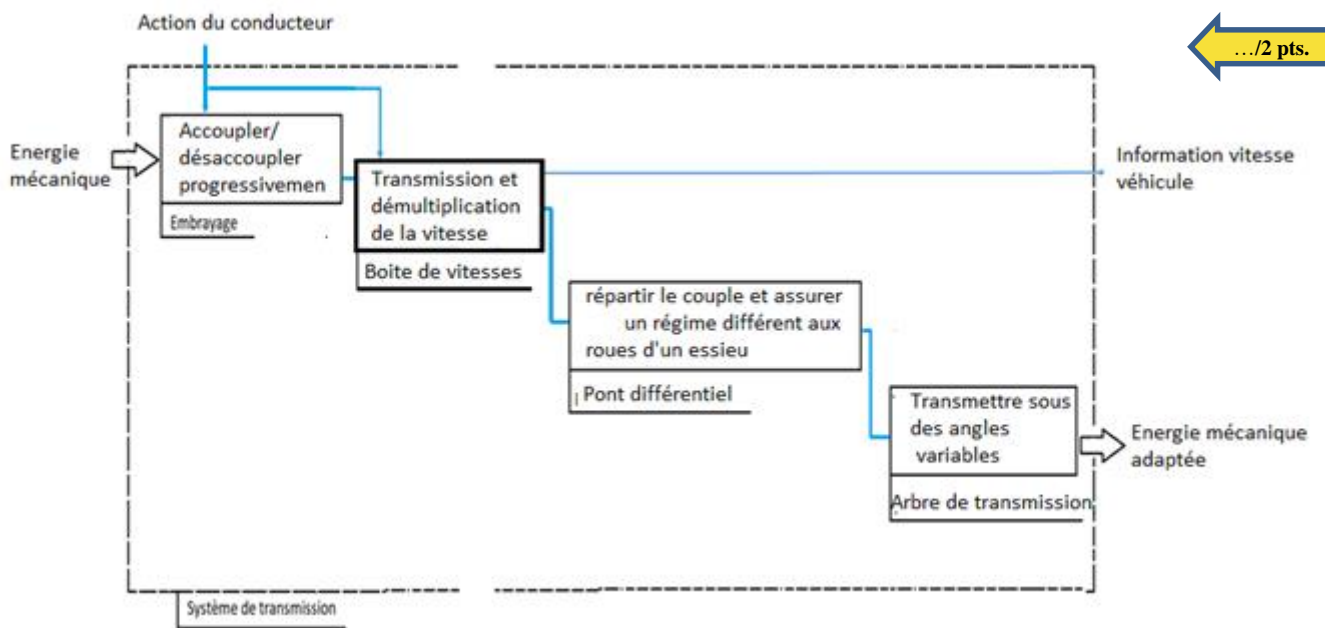 Action du conducteur
…/2 pts.
Accoupler/
désaccoupler
progressivemen
Embrayage
Energie
mécanique
Transmission et
démultiplication
de la vitesse
Boite de vitesses
Information vitesse
véhicule
répartir le couple et assurer
un régime différent aux
roues d'un essieu
Pont différentiel
Transmettre sous
des angles
variables
Arbre de transmission
Energie mécanique
adaptée
Système de transmission